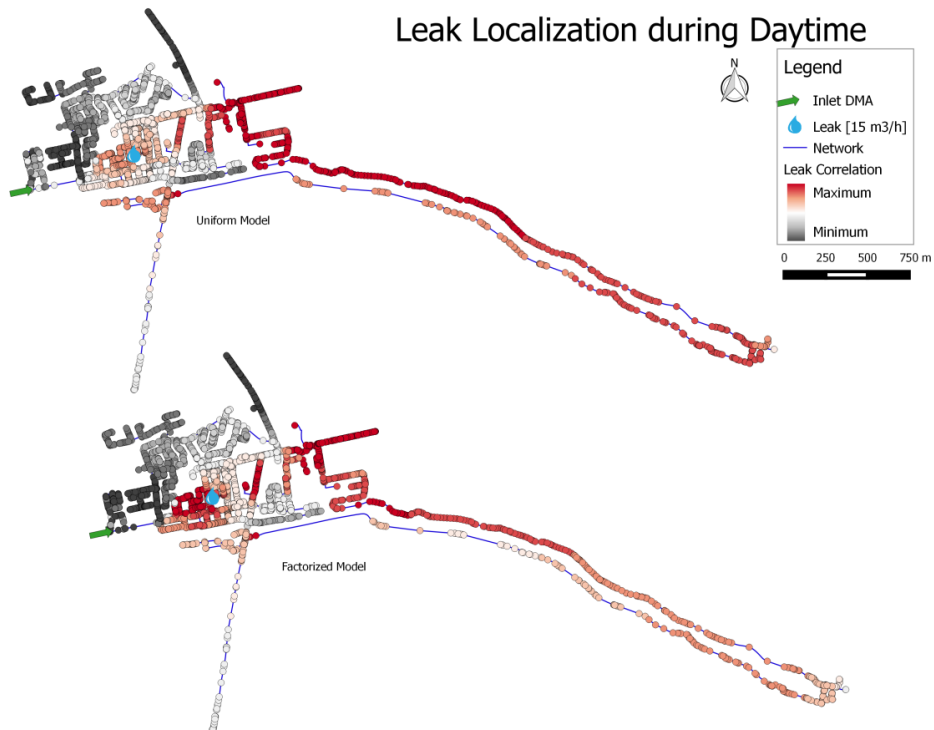 Leak Localization during Daytime
N
Legend
Inlet DMA
Leak [15 m3/h]
Network
Leak Correlation
Maximum
Minimum
0 250 500 750 m
Uniform Model
Factorized Model